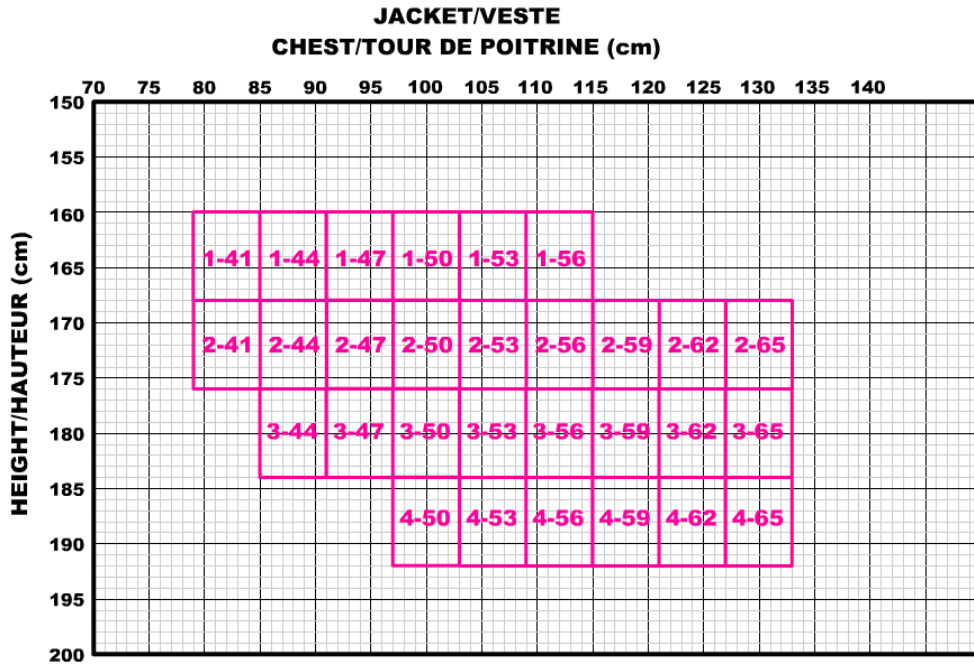 JACKET/VESTE
CHEST/TOUR DE POITRINE (cm)
70 75 80 85 90 95 100 105 110 115 120 125 130 135 140
150
155
160
1-41 1-44 1-47 1-50 1-53 1-56
165
170
2-41 2-44 2-47 2-50 2-53 2-56 2-59 2-62 2-65
175
180 3-44 3-47 3-50 3-53 3-56 3-59 3-62 3-65
185
4-50 4-53 4-56 4-59 4-62 4-65
190
195
200
HEIGHT/HAUTEUR (cm)